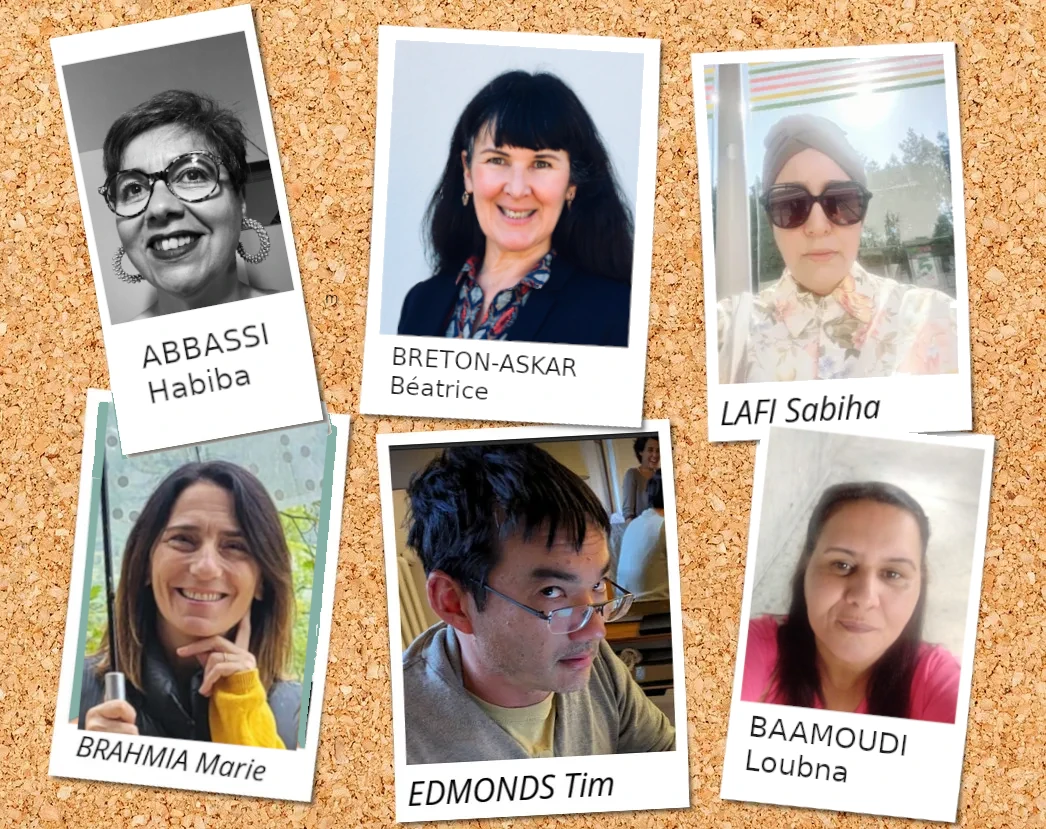 ABBASSI
Habiba
BRETON-ASKAR
Béatrice
LAFI Sabiha
BRAHMIA Marie
EDMONDS Tim
BAAMOUDI
Loubna